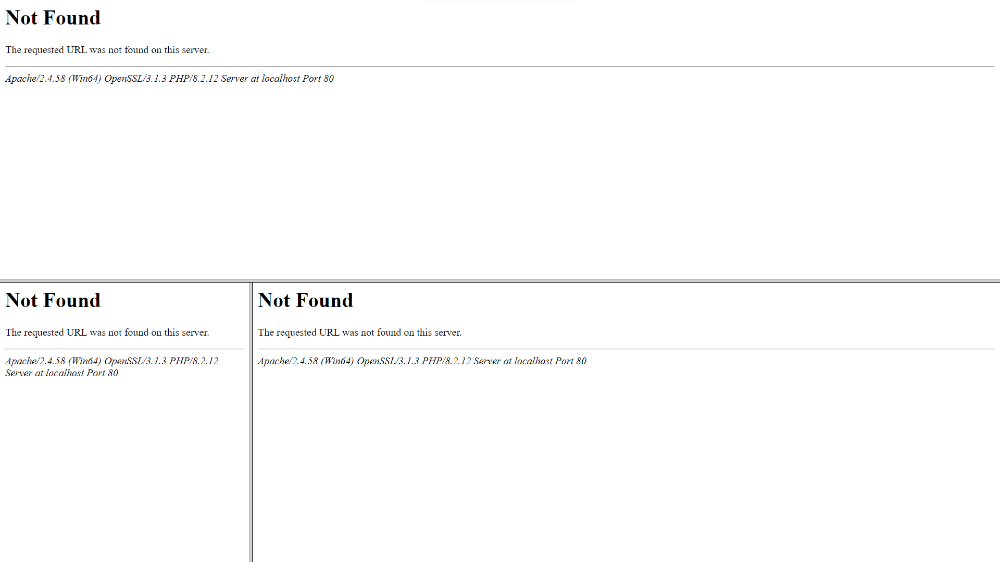 Not Found
The requested URL was not found on this server.
Apache/2.4.58 (Win64) OpenSSL/3.1.3 PHP/8.2.12 Server at localhost Port 80
Not Found
The requested URL was not found on this server.
Apache/2.4.58 (Win64) OpenSSL/3.1.3 PHP/8.2.12
Server at localhost Port 80
Not Found
The requested URL was not found on this server.
Apache/2.4.58 (Win64) OpenSSL/3.1.3 PHP/8.2.12 Server at localhost Port 80